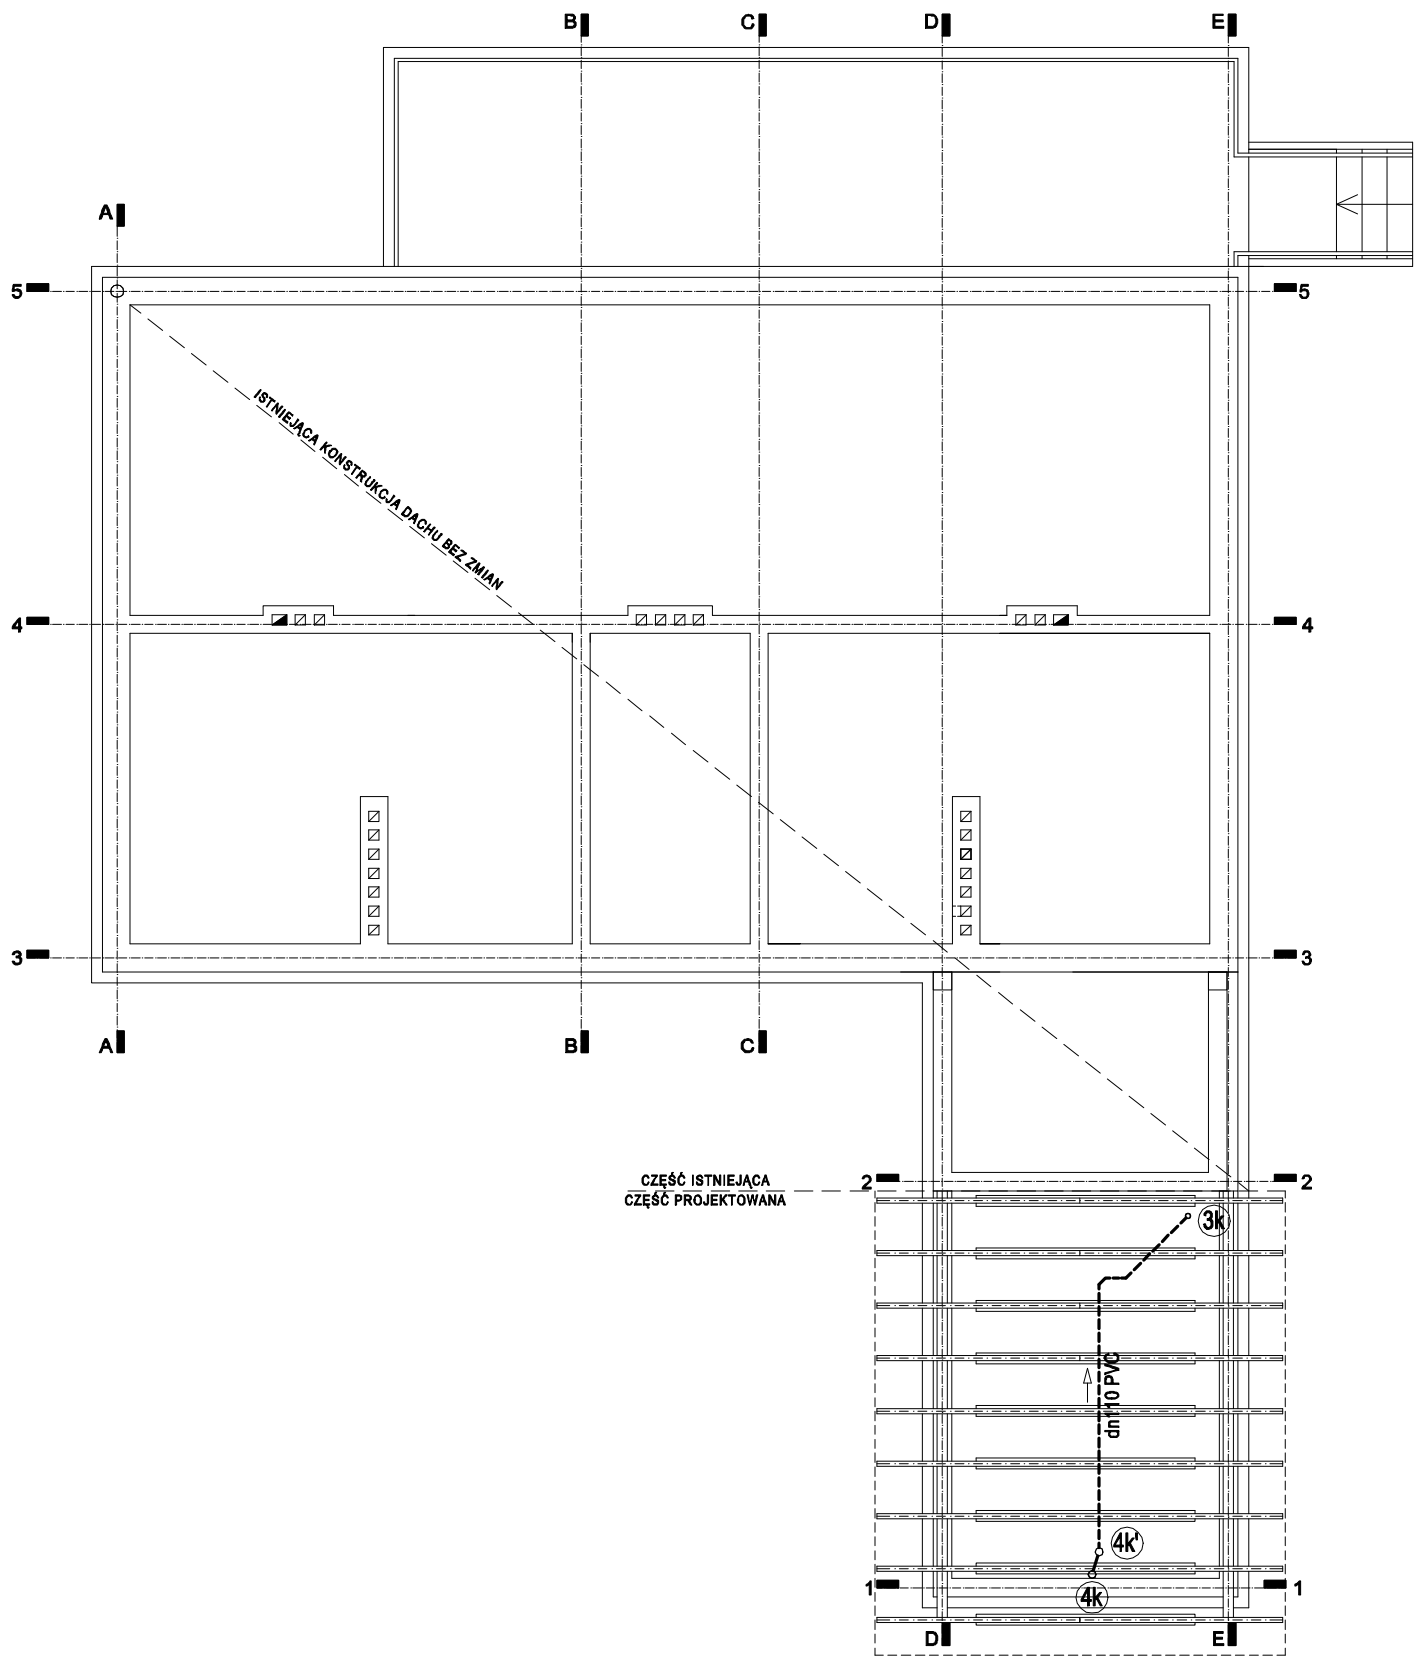 B C D E
A
5 5
ISTNIEJĄCA KONSTRUKCJA DACHU BEZ ZMIAN
4 4
3 3
A B C
CZĘŚĆ ISTNIEJĄCA
2 2
CZĘŚĆ PROJEKTOWANA
3k
dn110 PVC
4k'
1 1
4k
D E